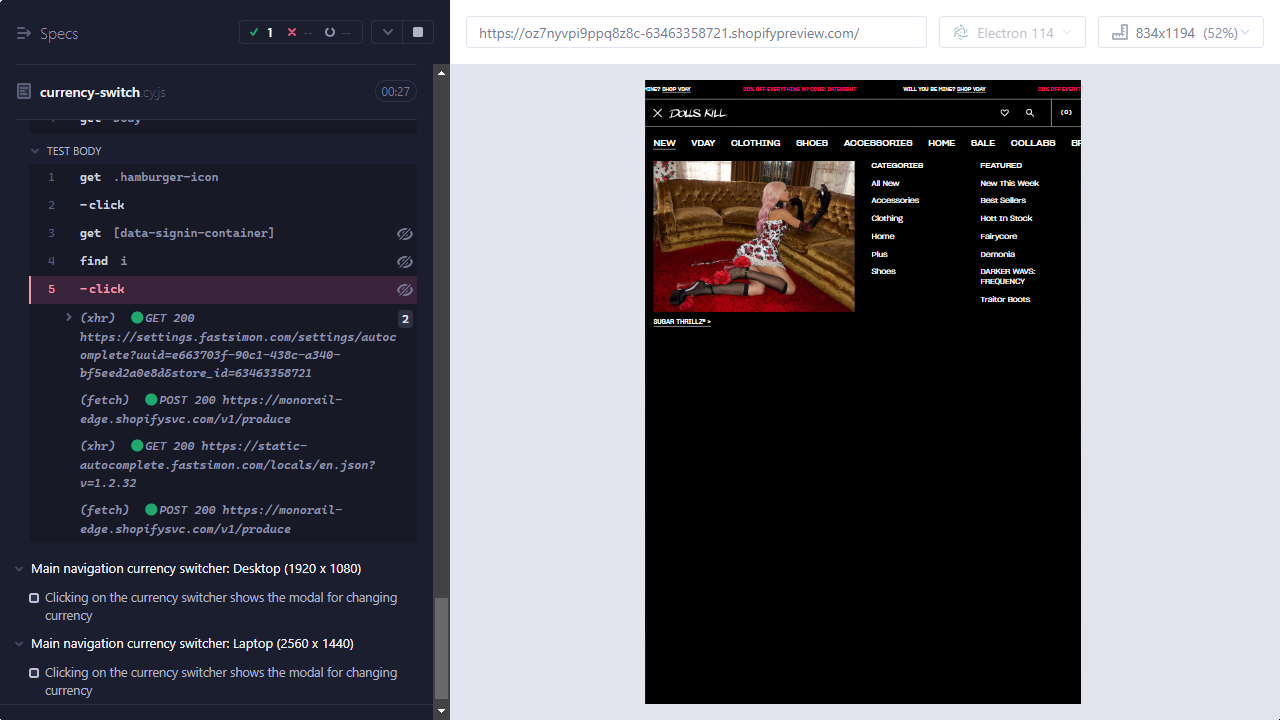 Specs
1
--
--
https://oz7nyvpi9ppq8z8c-63463358721.shopifypreview.com/
Electron 114
834x1194 (52%)
currency-switch.cy.js
00:27
get body
TEST BODY
1 get .hamburger-icon
2 -click
3 get [data-signin-container]
4 find i
5 -click
(xhr) GET 200
2
https://settings.fastsimon.com/settings/autoc
omplete?uuid=e663703f-90c1-438c-a340-
bf5eed2a0e8d&store_id=63463358721
(fetch) POST 200 https://monorail-
edge.shopifysvc.com/v1/produce
(xhr) GET 200 https://static-
autocomplete.fastsimon.com/locals/en.json?
v=1.2.32
(fetch) POST 200 https://monorail-
edge.shopifysvc.com/v1/produce
Main navigation currency switcher: Desktop (1920 x 1080)
Clicking on the currency switcher shows the modal for changing
currency
Main navigation currency switcher: Laptop (2560 x 1440)
Clicking on the currency switcher shows the modal for changing
currency
MINE? SHOP VDAY 20% OFF EVERYTHING W/ CODE: DATENIGHT WILL YOU BE MINE? SHOP VDAY 20% OFF EVERYT
DOLLS KILL
(0)
NEW VDAY CLOTHING SHOES ACCESSORIES HOME SALE COLLABS BR
CATEGORIES
All New
Accessories
Clothing
Home
Plus
Shoes
FEATURED
New This Week
Best Sellers
Hott In Stock
Fairycore
Demonia
DARKER WAVS:
FREQUENCY
Traitor Boots
SUGAR THRILLZ® >